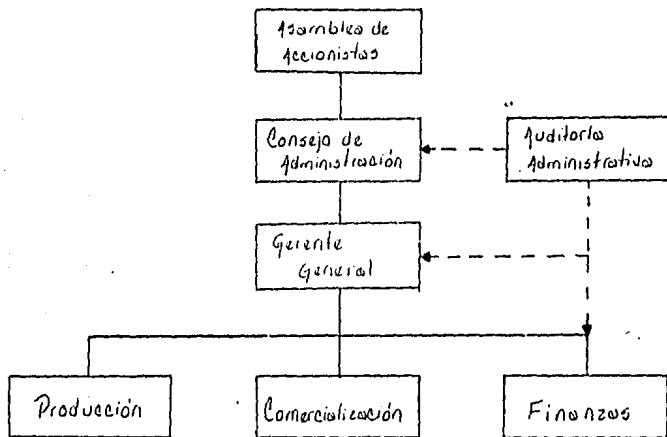 Asamblea de
Accionistas
Consejo de
Administración
Auditoría
Administrativa
Gerente
General
Producción
Comercialización
Finanzas